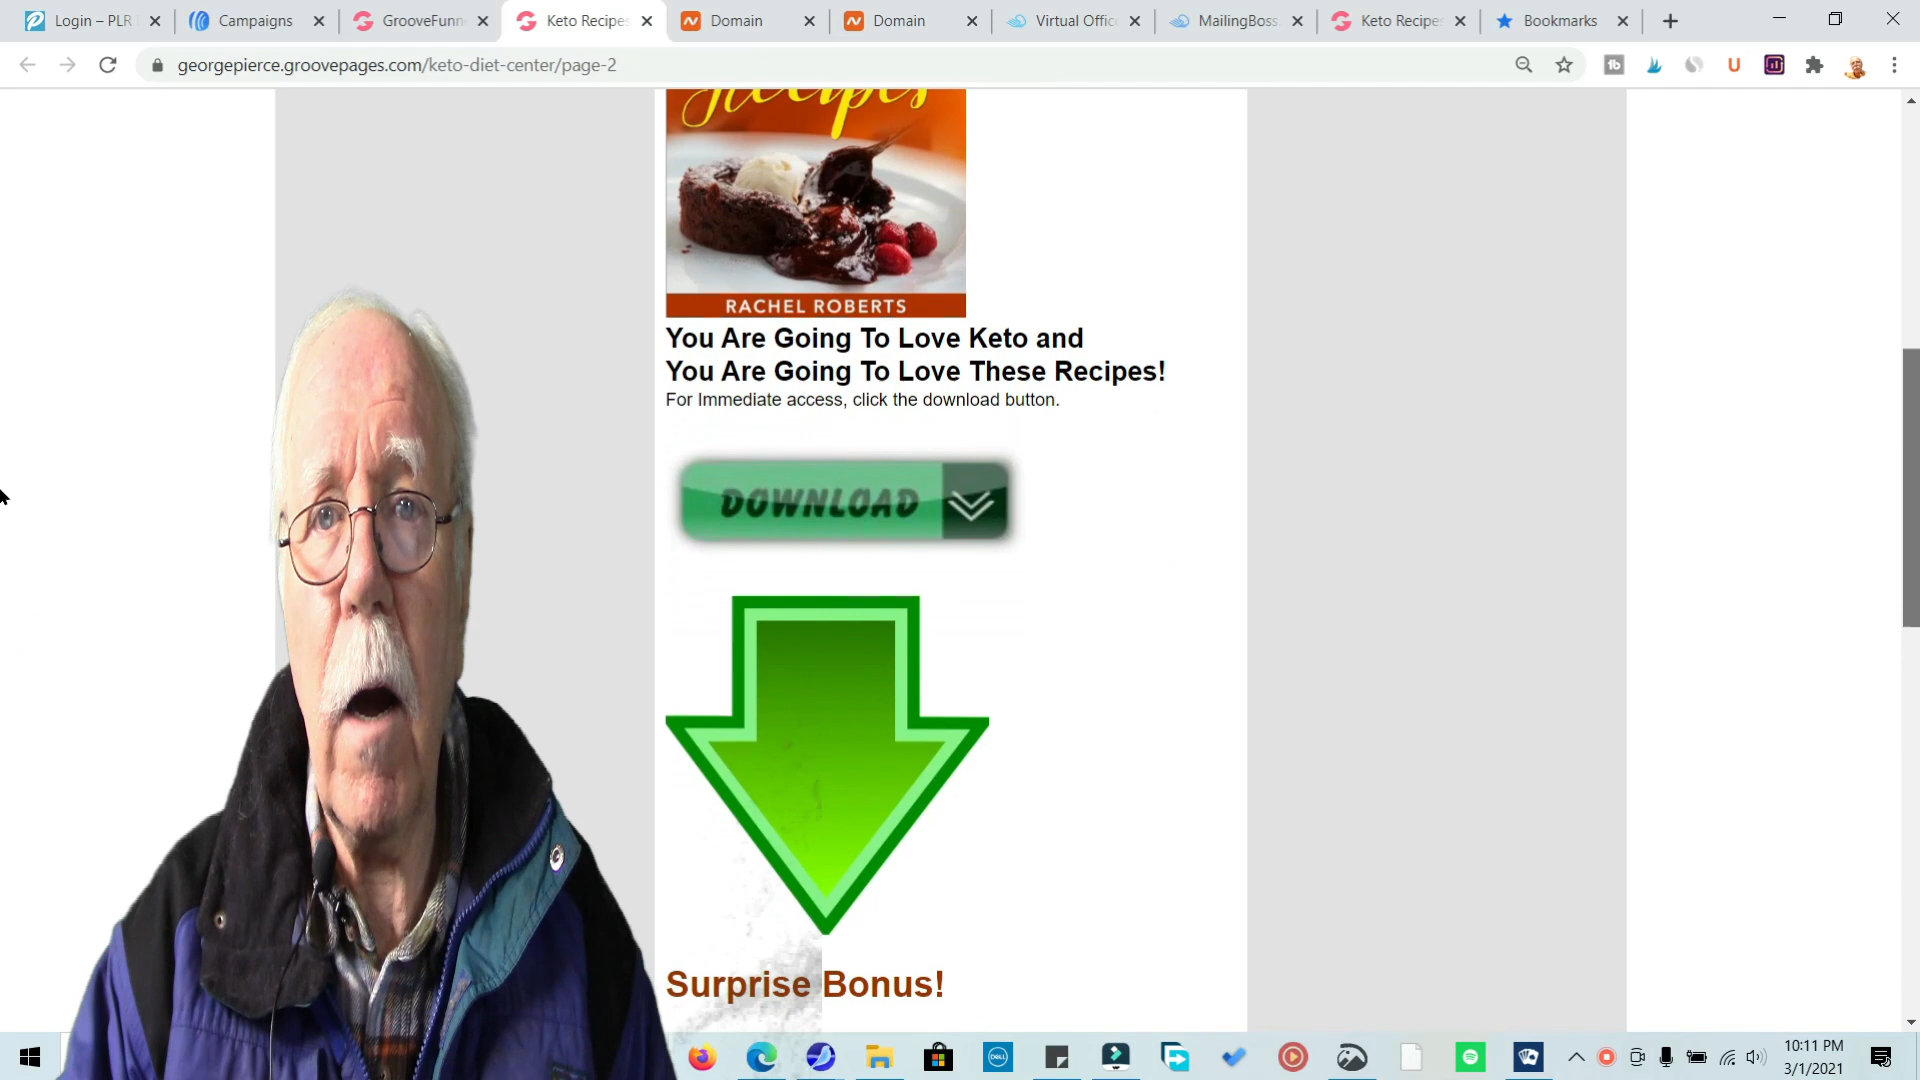 Login – PLR
Campaigns
GrooveFunn
Keto Recipes
Domain
Domain
Virtual Offic
MailingBoss
Keto Recipe
Bookmarks
georgepierce.groovepages.com/keto-diet-center/page-2
Recipes
RACHEL ROBERTS
You Are Going To Love Keto and
You Are Going To Love These Recipes!
For Immediate access, click the download button.
DOWNLOAD
Surprise Bonus!
10:11 PM
3/1/2021